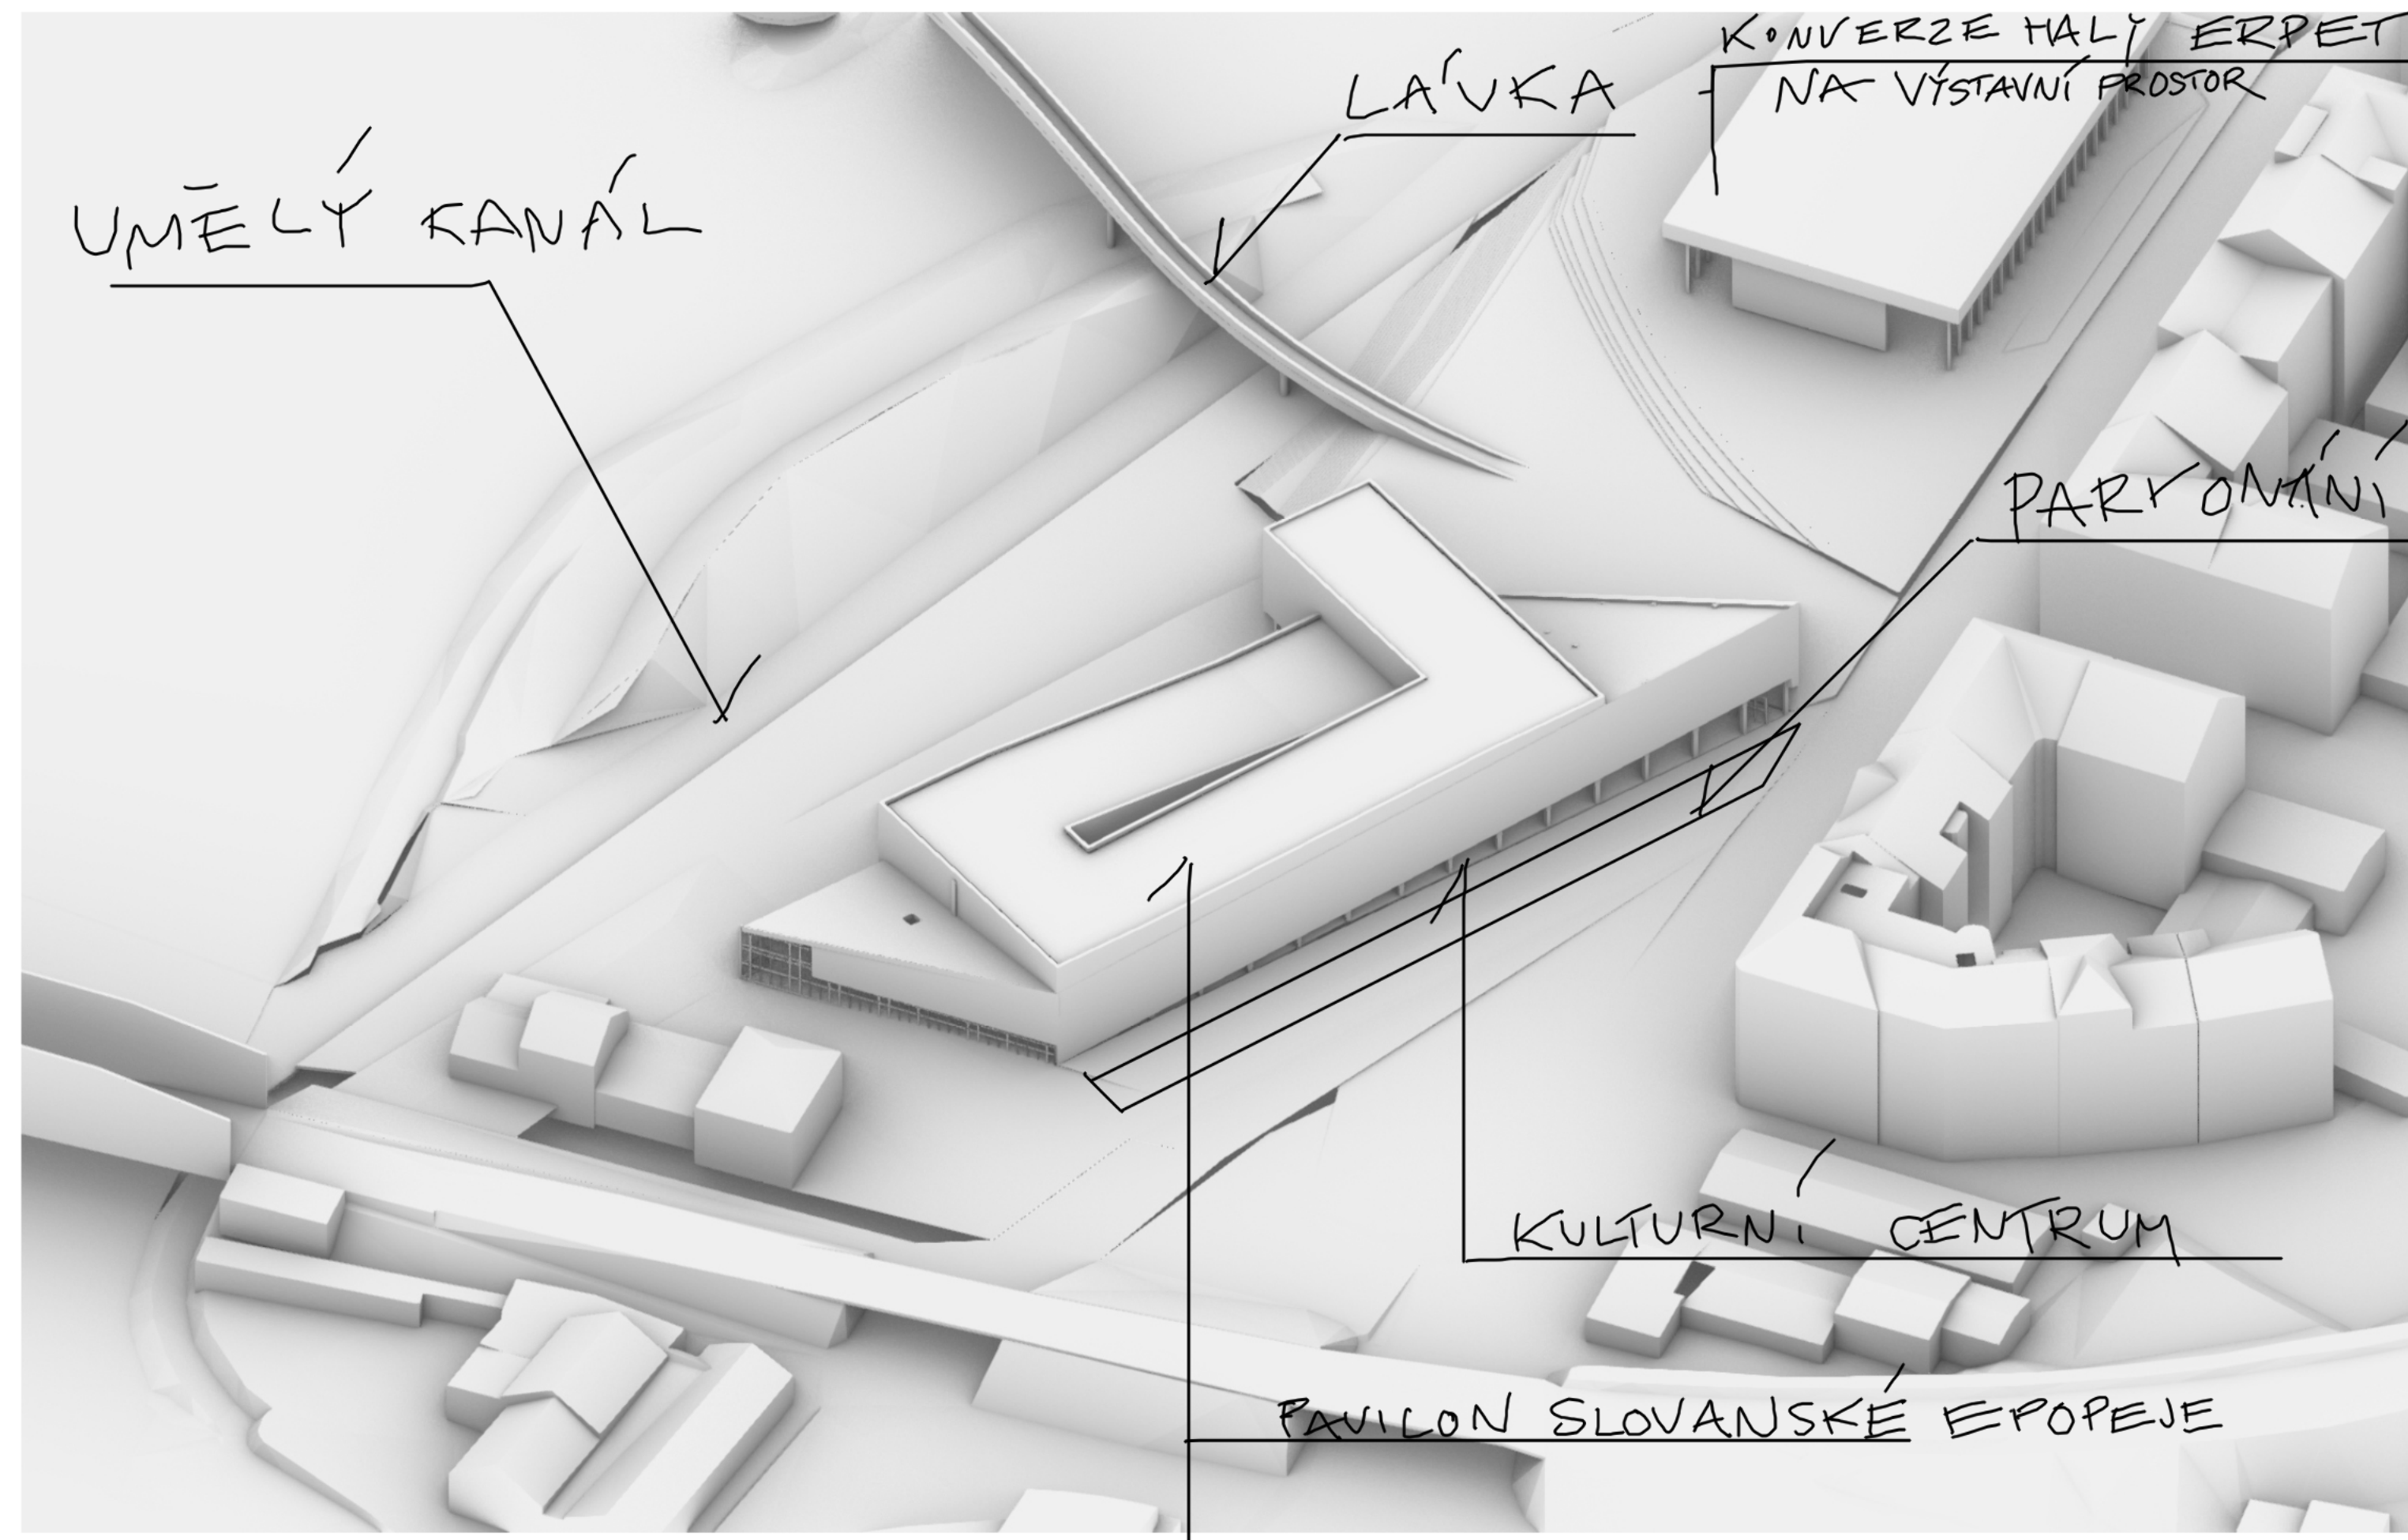 KONVERZE HALY ERPET
NA VÝSTAVNÍ PROSTOR
LÁVKA
UMĚLÝ KANÁL
PARKOVÁNÍ
KULTURNÍ CENTRUM
PAVILON SLOVANSKÉ EPOPEJE